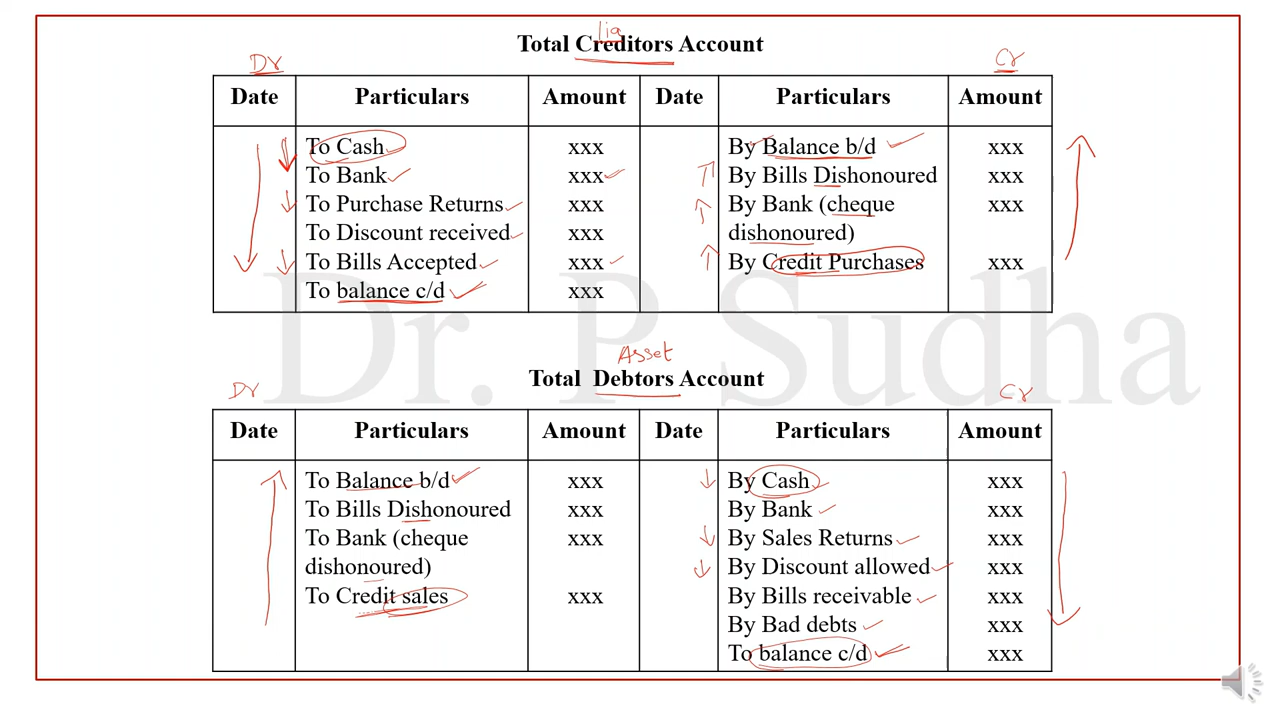 lia
Total Creditors Account
Dr
Cr
Date Particulars Amount Date Particulars Amount
To Cash xxx By Balance b/d xxx
To Bank xxx By Bills Dishonoured xxx
To Purchase Returns xxx By Bank (cheque xxx
To Discount received xxx dishonoured)
To Bills Accepted xxx By Credit Purchases xxx
To balance c/d xxx
Dr. P Sudha
Asset
Total Debtors Account
Dr
Cr
Date Particulars Amount Date Particulars Amount
To Balance b/d xxx By Cash xxx
To Bills Dishonoured xxx By Bank xxx
To Bank (cheque xxx By Sales Returns xxx
dishonoured) By Discount allowed xxx
To Credit sales xxx By Bills receivable xxx
By Bad debts xxx
To balance c/d xxx